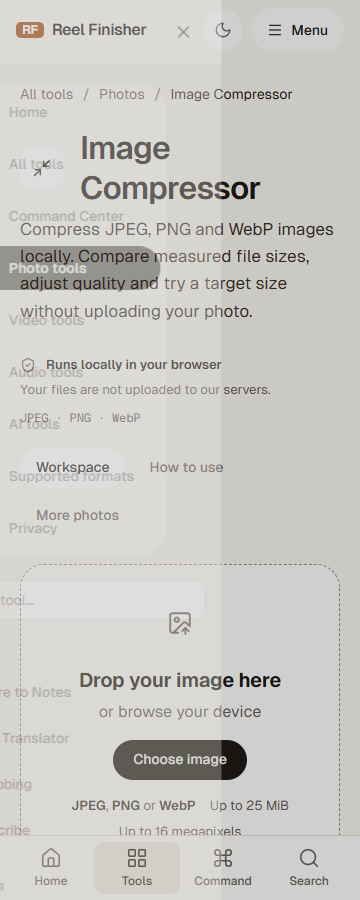 RF Reel Finisher
Menu
All tools / Photos / Image Compressor
Home
Image
Compressor
All tools
Command Center
Compress JPEG, PNG and WebP images
locally. Compare measured file sizes,
adjust quality and try a target size
without uploading your photo.
Photo tools
Video tools
Runs locally in your browser
Audio tools
Your files are not uploaded to our servers.
JPEG · PNG · WebP
AI tools
Workspace
How to use
Supported formats
More photos
Privacy
tool...
Drop your image here
re to Notes
or browse your device
Translator
Choose image
JPEG, PNG or WebP Up to 25 MiB
Up to 16 megapixels
Home
Tools
Command
Search